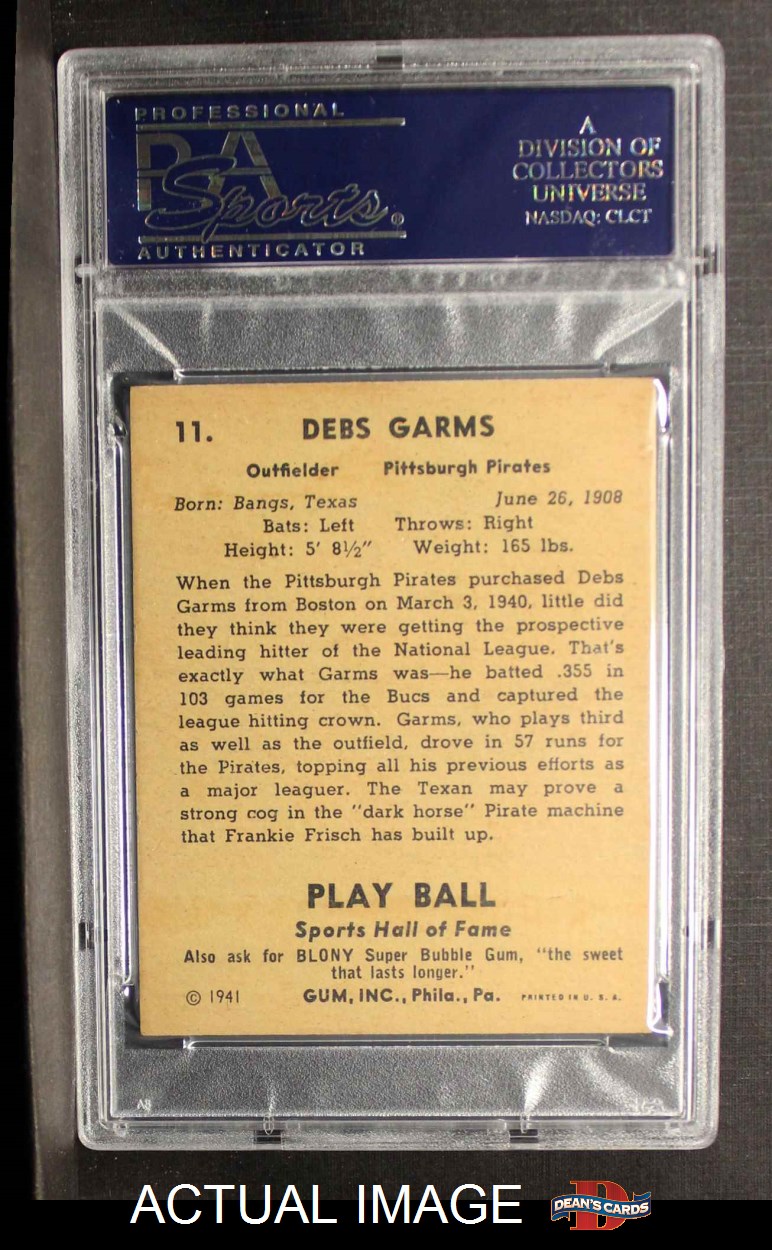 PROFESSIONAL
PSA
Sports®
AUTHENTICATOR
A
DIVISION OF
COLLECTORS
UNIVERSE
NASDAQ: CLCT
11. DEBS GARMS
Outfielder Pittsburgh Pirates
Born: Bangs, Texas June 26, 1908
Bats: Left Throws: Right
Height: 5' 8½" Weight: 165 lbs.
When the Pittsburgh Pirates purchased Debs
Garms from Boston on March 3, 1940, little did
they think they were getting the prospective
leading hitter of the National League. That's
exactly what Garms was—he batted .355 in
103 games for the Bucs and captured the
league hitting crown. Garms, who plays third
as well as the outfield, drove in 57 runs for
the Pirates, topping all his previous efforts as
a major leaguer. The Texan may prove a
strong cog in the "dark horse" Pirate machine
that Frankie Frisch has built up.
PLAY BALL
Sports Hall of Fame
Also ask for BLONY Super Bubble Gum, "the sweet
that lasts longer."
© 1941 GUM, INC., Phila., Pa. PRINTED IN U. S. A.
ACTUAL IMAGE
DEAN'S CARDS